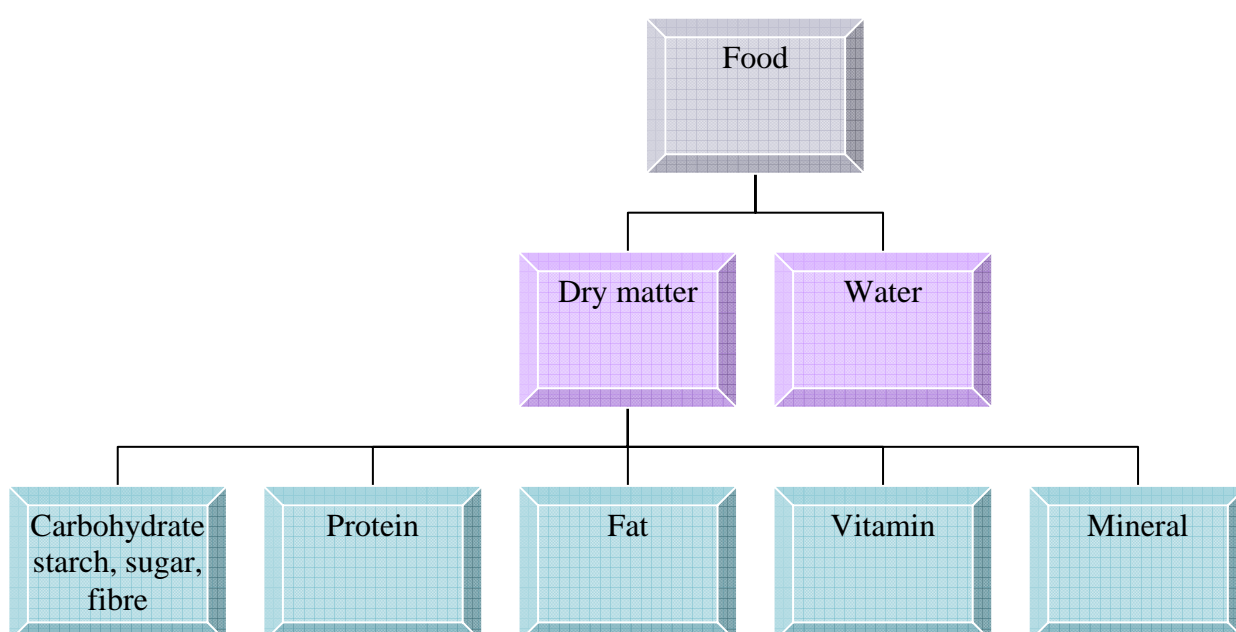 Food
Dry matter
Water
Carbohydrate
starch, sugar,
fibre
Protein
Fat
Vitamin
Mineral